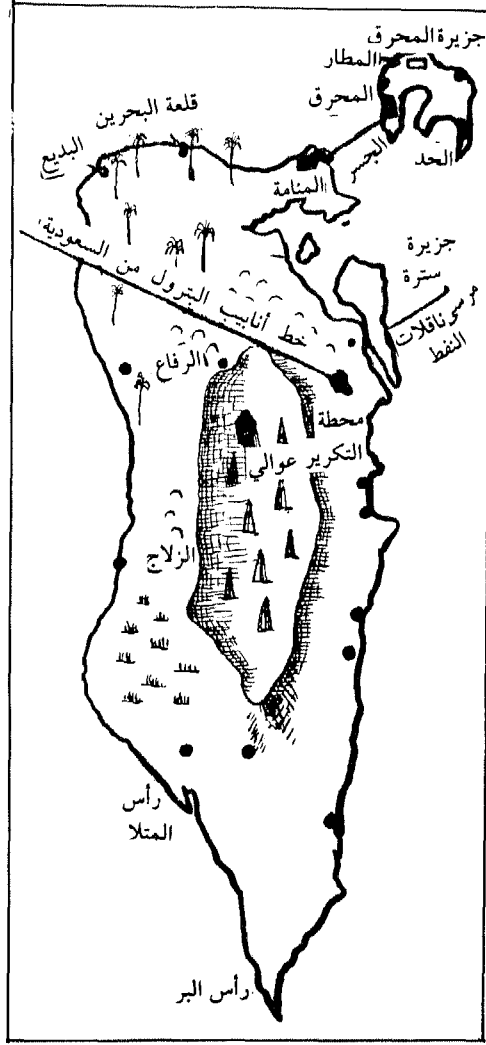 جزيرة المحرق
المطار
المحرق
الحد
الجسر
المنامة
قلعة البحرين
البديع
جزيرة
سترة
مرسى ناقلات
النفط
خط أنابيب البترول من السعودية
الرفاع
محطة
التكرير
عوالي
الزلاج
رأس
المتلا
رأس البر